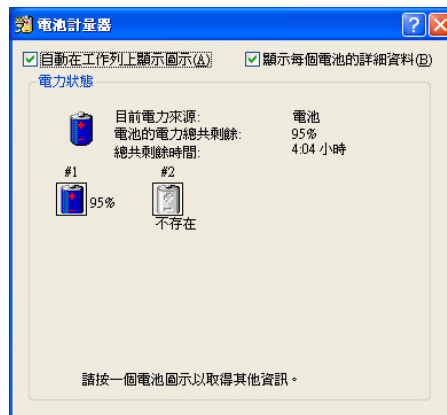 電池計量器
自動在工作列上顯示圖示(A) 顯示每個電池的詳細資料(B)
電力狀態
目前電力來源: 電池
電池的電力總共剩餘: 95%
總共剩餘時間: 4:04 小時
#1 #2
95%
不存在
請按一個電池圖示以取得其他資訊。